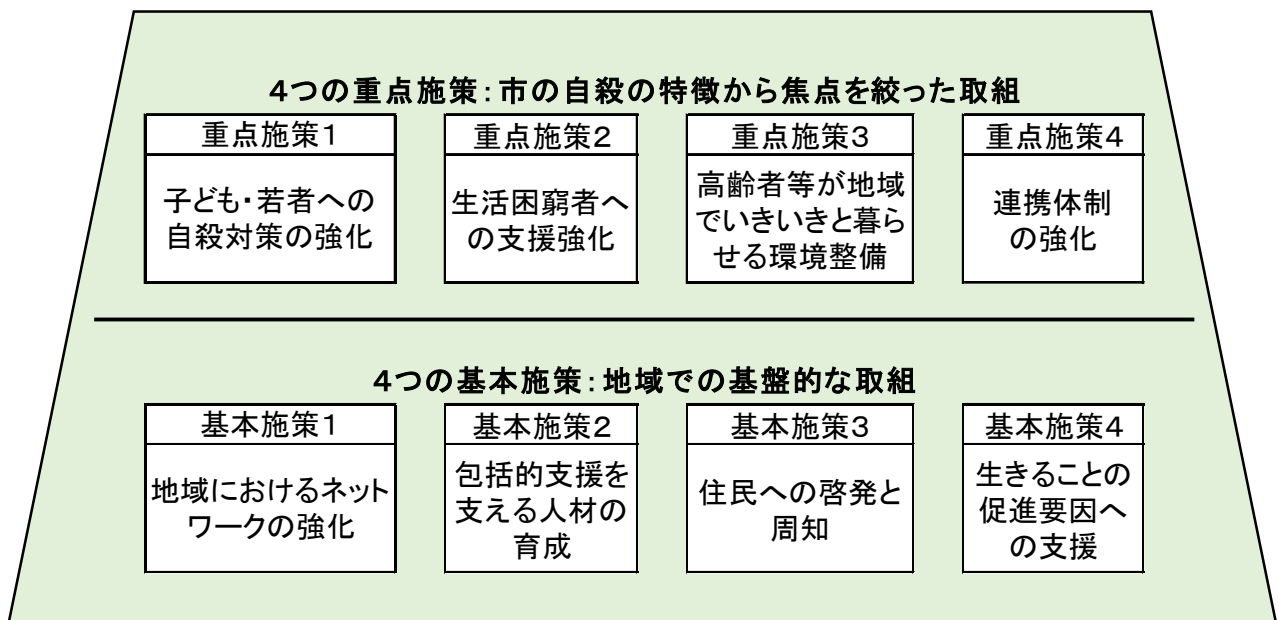 4つの重点施策:市の自殺の特徴から焦点を絞った取組
重点施策1
子ども・若者への
自殺対策の強化
重点施策2
生活困窮者へ
の支援強化
重点施策3
高齢者等が地域
でいきいきと暮ら
せる環境整備
重点施策4
連携体制
の強化
4つの基本施策:地域での基盤的な取組
基本施策1
地域におけるネット
ワークの強化
基本施策2
包括的支援を
支える人材の
育成
基本施策3
住民への啓発と
周知
基本施策4
生きることの
促進要因へ
の支援